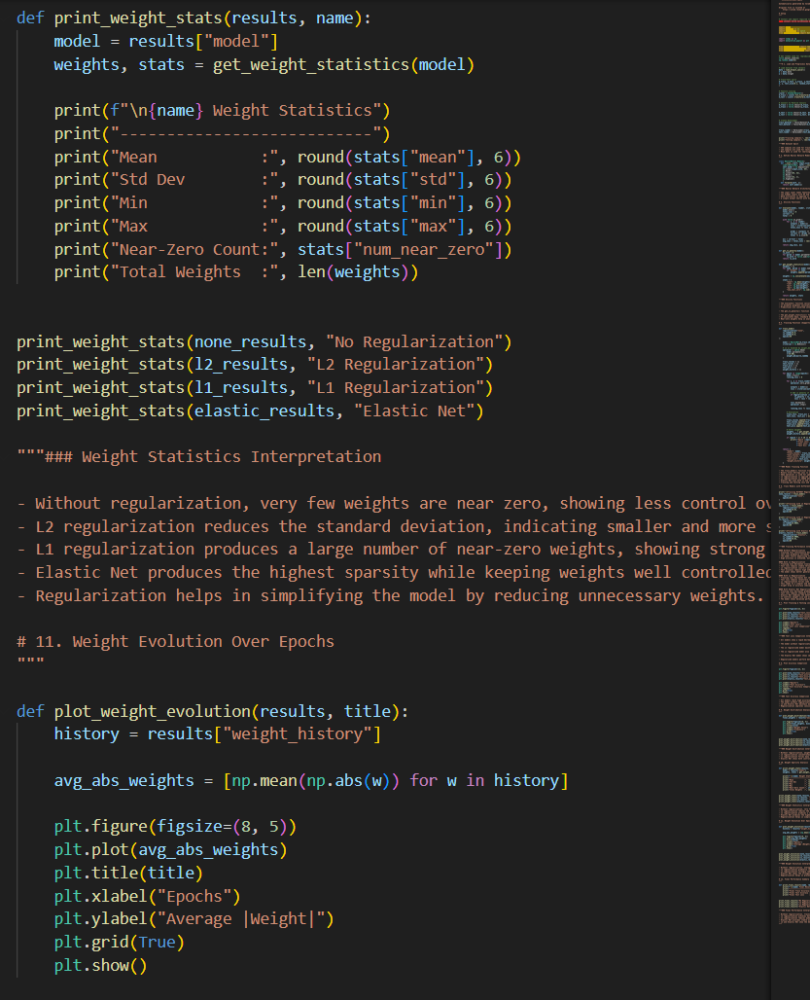 def print_weight_stats(results, name):
    model = results["model"]
    weights, stats = get_weight_statistics(model)

    print(f"\n{name} Weight Statistics")
    print("---------------------------")
    print("Mean           :", round(stats["mean"], 6))
    print("Std Dev        :", round(stats["std"], 6))
    print("Min            :", round(stats["min"], 6))
    print("Max            :", round(stats["max"], 6))
    print("Near-Zero Count:", stats["num_near_zero"])
    print("Total Weights  :", len(weights))


print_weight_stats(none_results, "No Regularization")
print_weight_stats(l2_results, "L2 Regularization")
print_weight_stats(l1_results, "L1 Regularization")
print_weight_stats(elastic_results, "Elastic Net")

"""### Weight Statistics Interpretation

- Without regularization, very few weights are near zero, showing less control
- L2 regularization reduces the standard deviation, indicating smaller and more
- L1 regularization produces a large number of near-zero weights, showing strong
- Elastic Net produces the highest sparsity while keeping weights well controlled
- Regularization helps in simplifying the model by reducing unnecessary weights.

# 11. Weight Evolution Over Epochs
"""

def plot_weight_evolution(results, title):
    history = results["weight_history"]

    avg_abs_weights = [np.mean(np.abs(w)) for w in history]

    plt.figure(figsize=(8, 5))
    plt.plot(avg_abs_weights)
    plt.title(title)
    plt.xlabel("Epochs")
    plt.ylabel("Average |Weight|")
    plt.grid(True)
    plt.show()